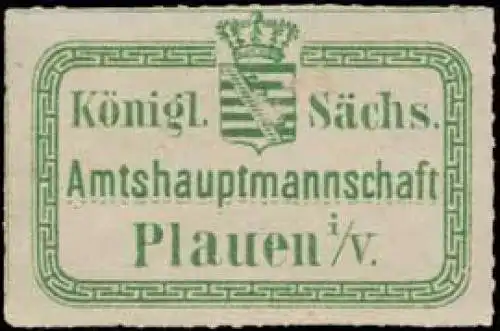 Königl. Sächs.
Amtshauptmannschaft
Plauen i/V.